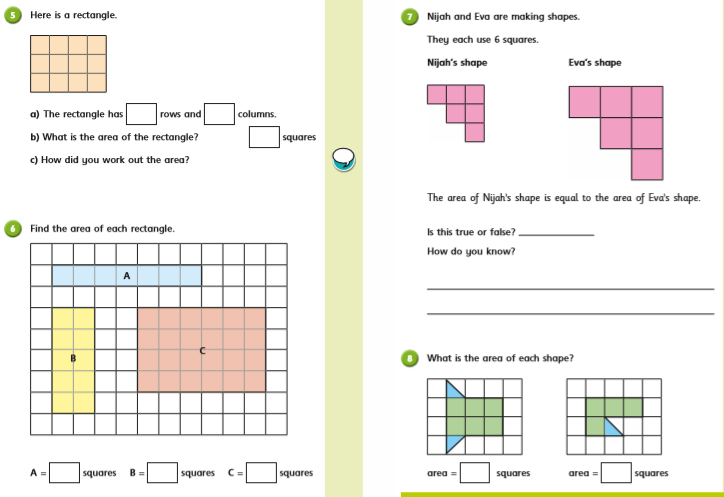 5 Here is a rectangle.
a) The rectangle has rows and columns.
b) What is the area of the rectangle? squares
c) How did you work out the area?
6 Find the area of each rectangle.
A
B
C
A = squares B = squares C = squares
7 Nijah and Eva are making shapes.
They each use 6 squares.
Nijah's shape Eva's shape
The area of Nijah's shape is equal to the area of Eva's shape.
Is this true or false?
How do you know?
8 What is the area of each shape?
area = squares area = squares